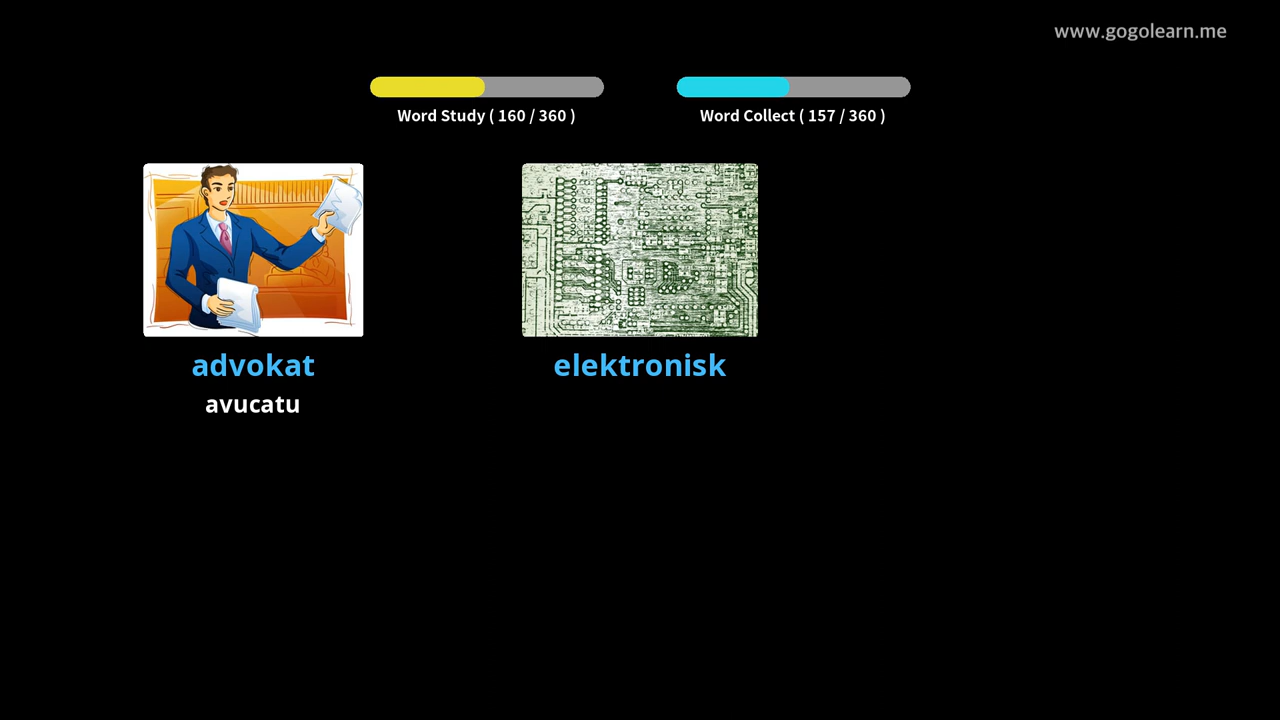 www.gogolearn.me
Word Study ( 160 / 360 )
Word Collect ( 157 / 360 )
advokat
elektronisk
avucatu